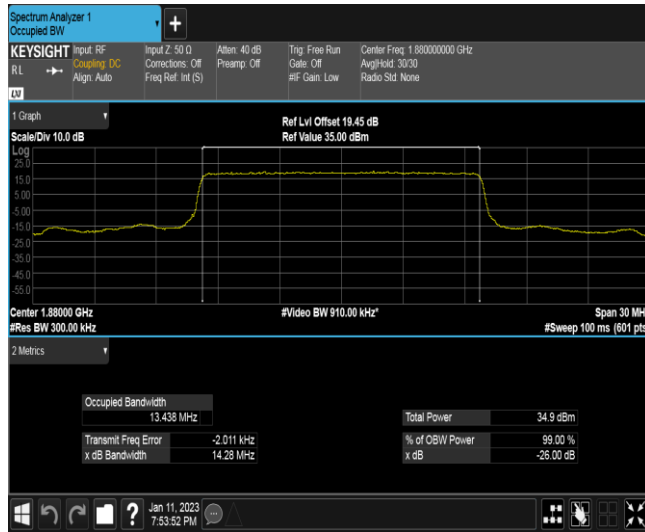 Spectrum Analyzer 1
Occupied BW
KEYSIGHT
RL
LXI
Input: RF
Coupling: DC
Align: Auto
Input Z: 50 Ω
Corrections: Off
Freq Ref: Int (S)
Atten: 40 dB
Preamp: Off
Trig: Free Run
Gate: Off
#IF Gain: Low
Center Freq: 1.880000000 GHz
Avg|Hold: 30/30
Radio Std: None
1 Graph
Scale/Div 10.0 dB
Ref Lvl Offset 19.45 dB
Ref Value 35.00 dBm
Log
25.0
15.0
5.00
-5.00
-15.0
-25.0
-35.0
-45.0
-55.0
Center 1.88000 GHz
#Video BW 910.00 kHz*
Span 30 MH
#Res BW 300.00 kHz
#Sweep 100 ms (601 pts
2 Metrics
Occupied Bandwidth
13.438 MHz
Total Power 34.9 dBm
Transmit Freq Error -2.011 kHz
% of OBW Power 99.00 %
x dB Bandwidth 14.28 MHz
x dB -26.00 dB
?
Jan 11, 2023
7:53:52 PM